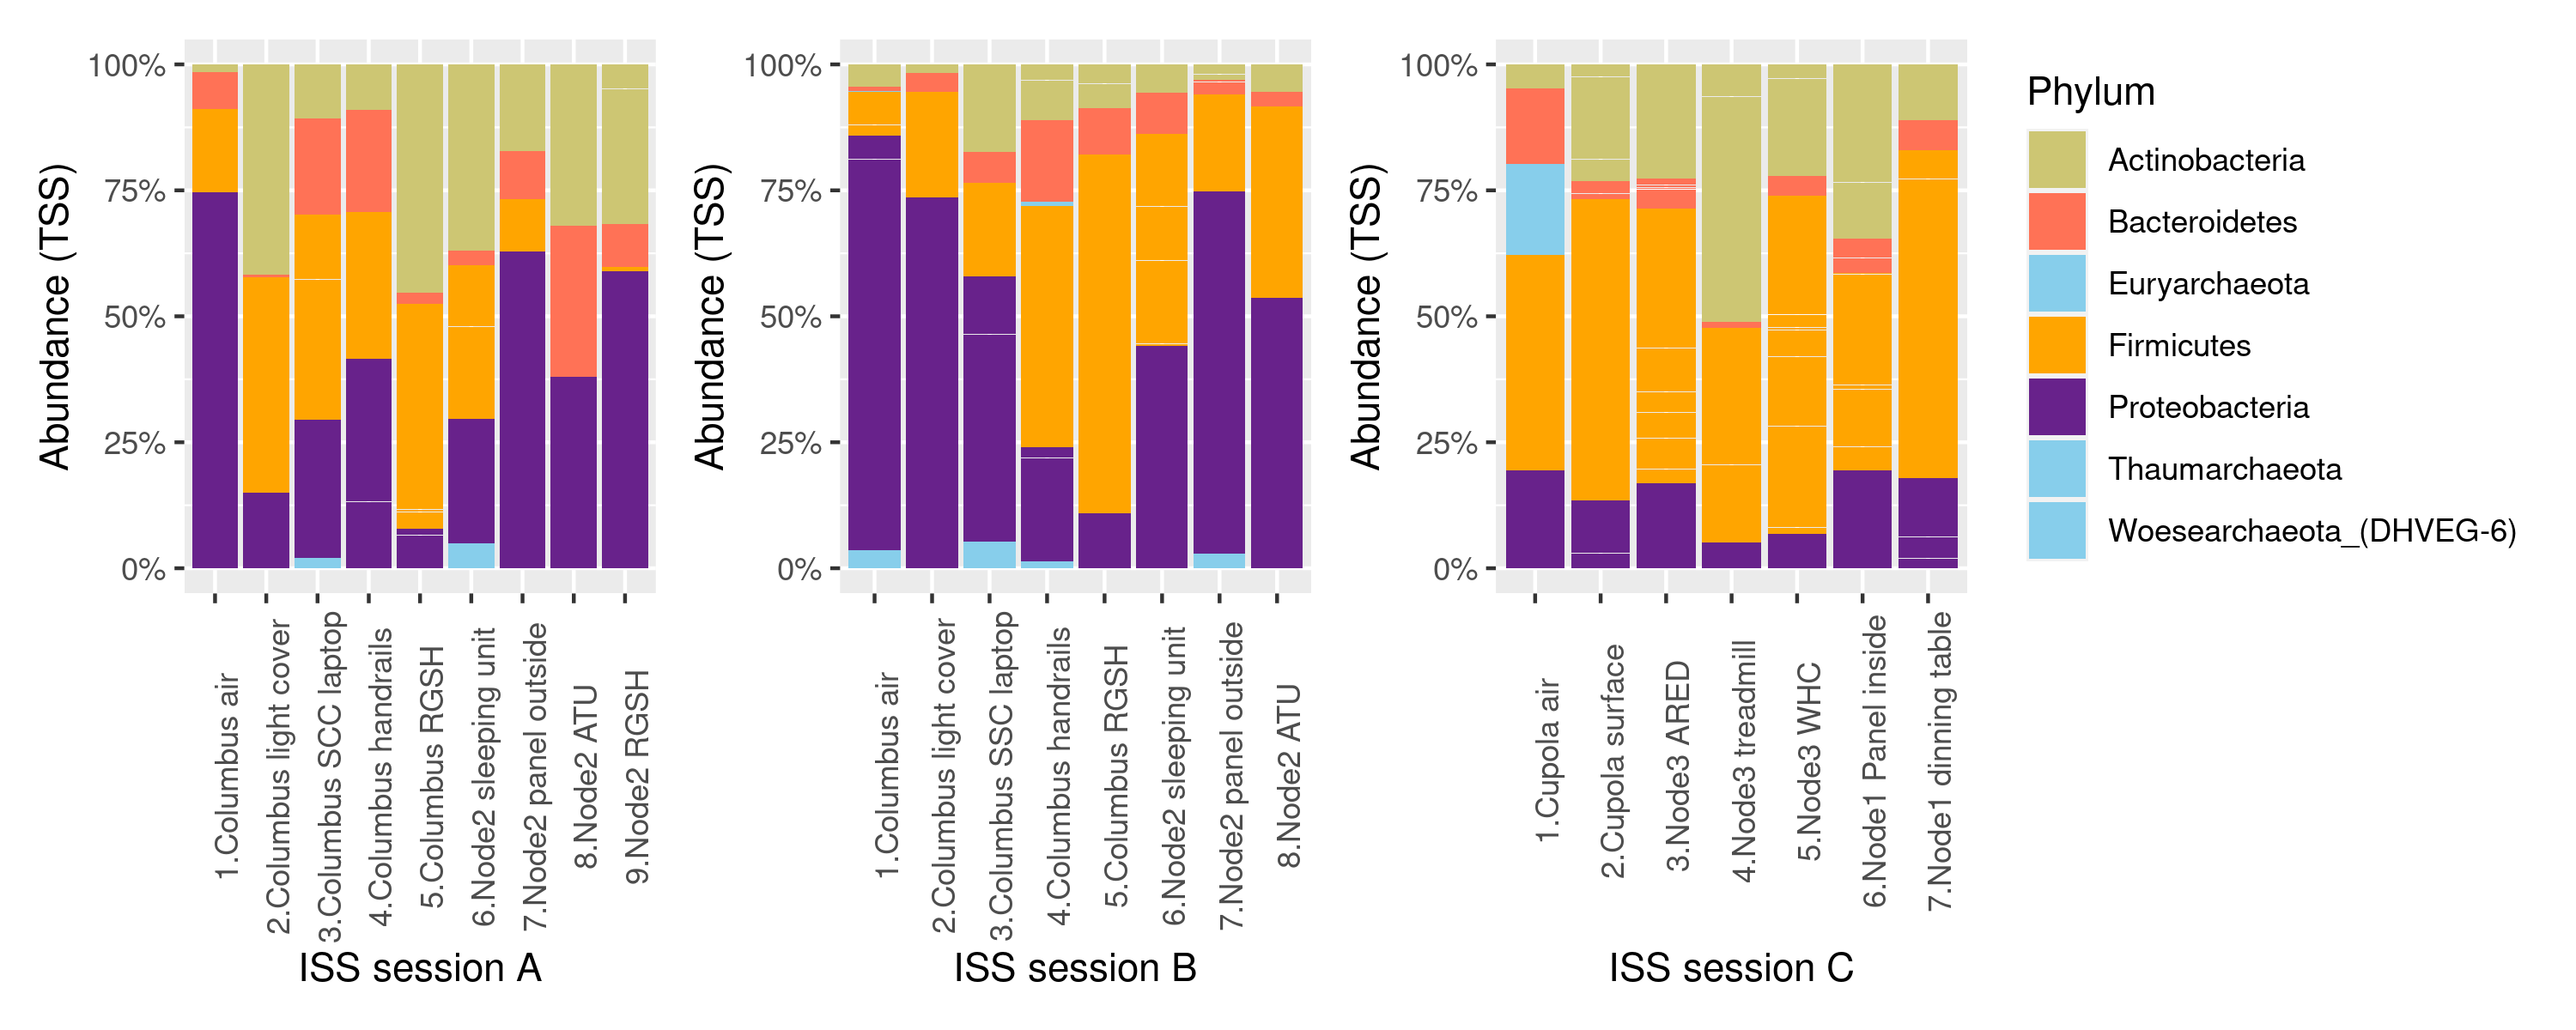 Abundance (TSS)
100%
75%
50%
25%
0%
1.Columbus air
2.Columbus light cover
3.Columnbus SCC laptop
4.Columbus handrails
5.Columbus RGSH
6.Node2 sleeping unit
7.Node2 panel outside
8.Node2 ATU
9.Node2 RGSH
ISS session A
Abundance (TSS)
100%
75%
50%
25%
0%
1.Columbus air
2.Columbus light cover
3.Columbus SSC laptop
4.Columbus handrails
5.Columbus RGSH
6.Node2 sleeping unit
7.Node2 panel outside
8.Node2 ATU
ISS session B
Abundance (TSS)
100%
75%
50%
25%
0%
1.Cupola air
2.Cupola surface
3.Node3 ARED
4.Node3 treadmill
5.Node3 WHC
6.Node1 Panel inside
7.Node1 dinning table
ISS session C
Phylum
Actinobacteria
Bacteroidetes
Euryarchaeota
Firmicutes
Proteobacteria
Thaumarchaeota
Woesearchaeota_(DHVEG-6)